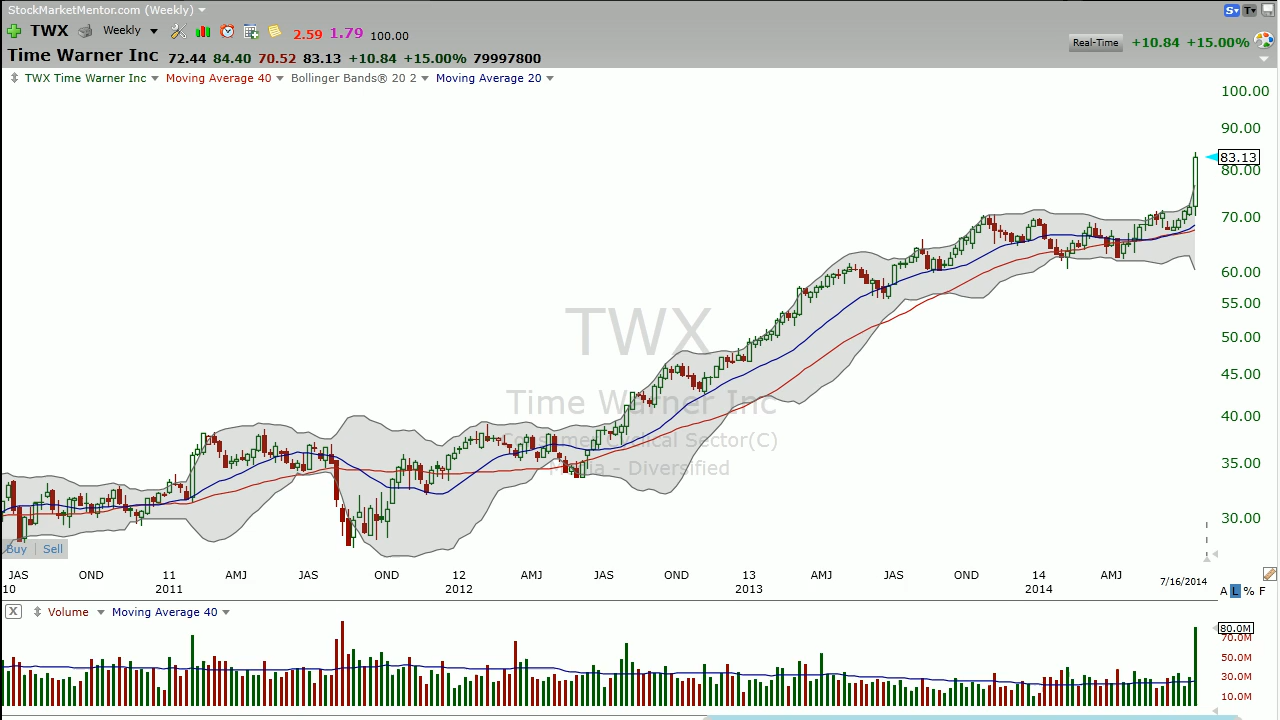 StockMarketMentor.com (Weekly)
S T
TWX Weekly 2.59 1.79 100.00
Real-Time +10.84 +15.00%
Time Warner Inc 72.44 84.40 70.52 83.13 +10.84 +15.00% 79997800
TWX Time Warner Inc Moving Average 40 Bollinger Bands® 20 2 Moving Average 20
100.00
90.00
83.13
80.00
70.00
60.00
55.00
50.00
45.00
40.00
35.00
30.00
TWX
Time Warner Inc
Consumer Cyclical Sector(C)
Media - Diversified
Buy Sell
JAS OND 11 AMJ JAS OND 12 AMJ JAS OND 13 AMJ JAS OND 14 AMJ 7/16/2014
10 2011 2012 2013 2014
A L % F
X Volume Moving Average 40
80.0M
70.0M
50.0M
30.0M
10.0M